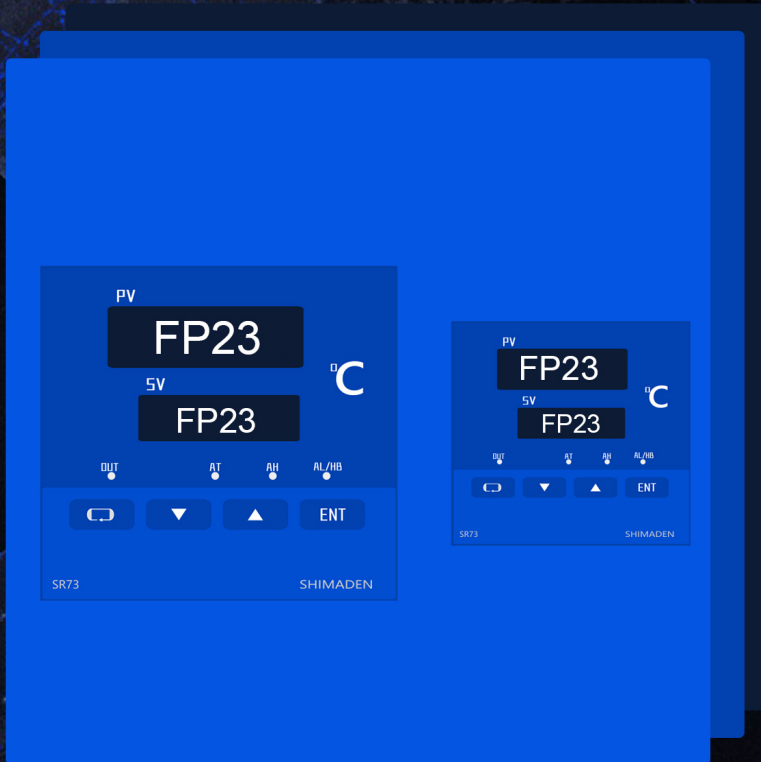 PV
FP23
°C
SV
FP23
OUT AT AH AL/HB
ENT
SR73 SHIMADEN
PV
FP23
°C
SV
FP23
OUT AT AH AL/HB
ENT
SR73 SHIMADEN